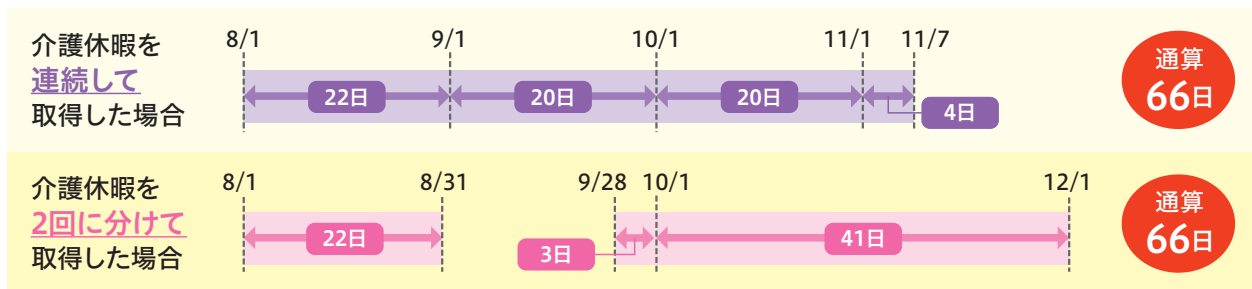 介護休暇を
連続して
取得した場合
8/1 9/1 10/1 11/1 11/7
22日 20日 20日
4日
通算
66日
介護休暇を
2回に分けて
取得した場合
8/1 8/31 9/28 10/1 12/1
22日 41日
3日
通算
66日